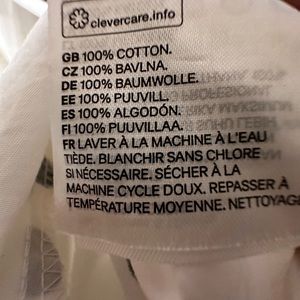 clevercare.info
GB 100% COTTON.
CZ 100% BAVLNA.
DE 100% BAUMWOLLE.
EE 100% PUUVILL.
ES 100% ALGODÓN.
FI 100% PUUVILLAA.
FR LAVER À LA MACHINE À L'EAU
TIÈDE. BLANCHIR SANS CHLORE
SI NÉCESSAIRE. SÉCHER À LA
MACHINE CYCLE DOUX. REPASSER À
TEMPÉRATURE MOYENNE. NETTOYAGE